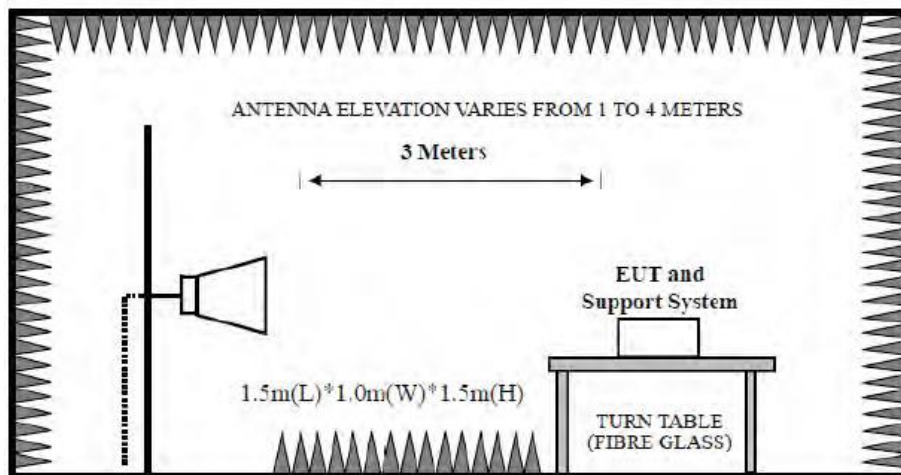 ANTENNA ELEVATION VARIES FROM 1 TO 4 METERS
3 Meters
EUT and
Support System
1.5m(L)*1.0m(W)*1.5m(H)
TURN TABLE
(FIBRE GLASS)